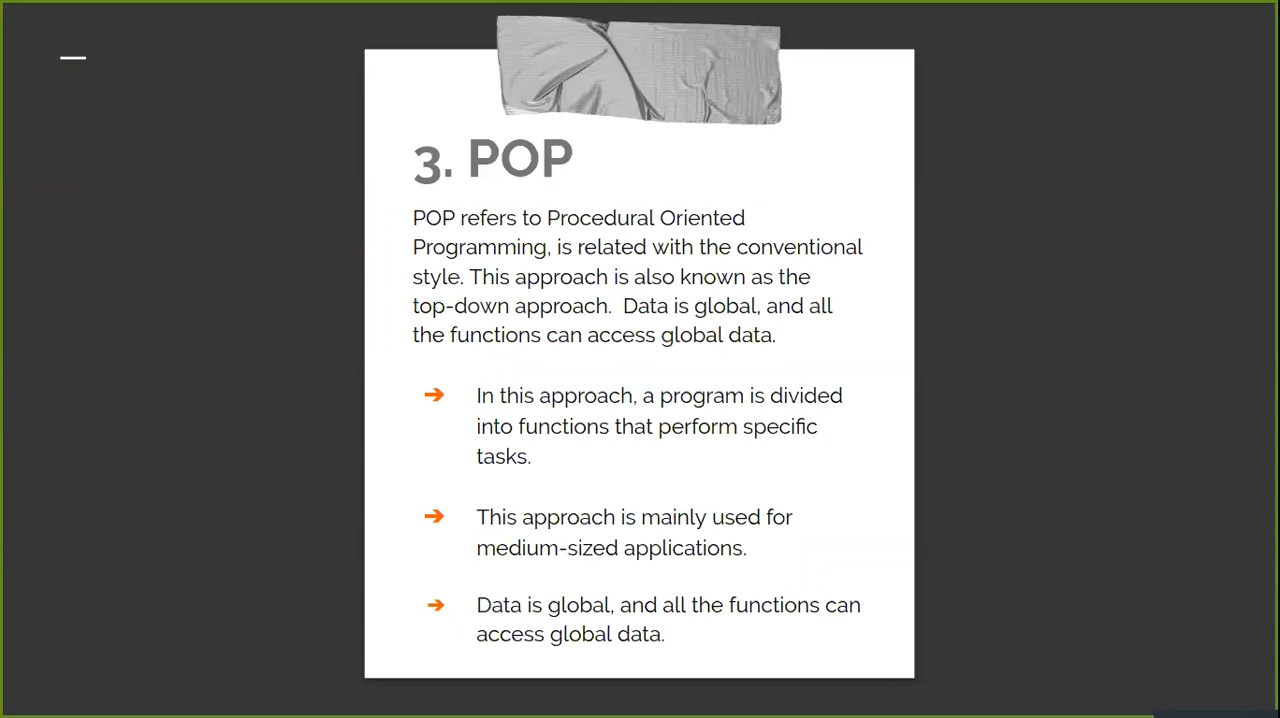 3. POP
POP refers to Procedural Oriented
Programming, is related with the conventional
style. This approach is also known as the
top-down approach.  Data is global, and all
the functions can access global data.
➔ In this approach, a program is divided
into functions that perform specific
tasks.
➔ This approach is mainly used for
medium-sized applications.
➔ Data is global, and all the functions can
access global data.